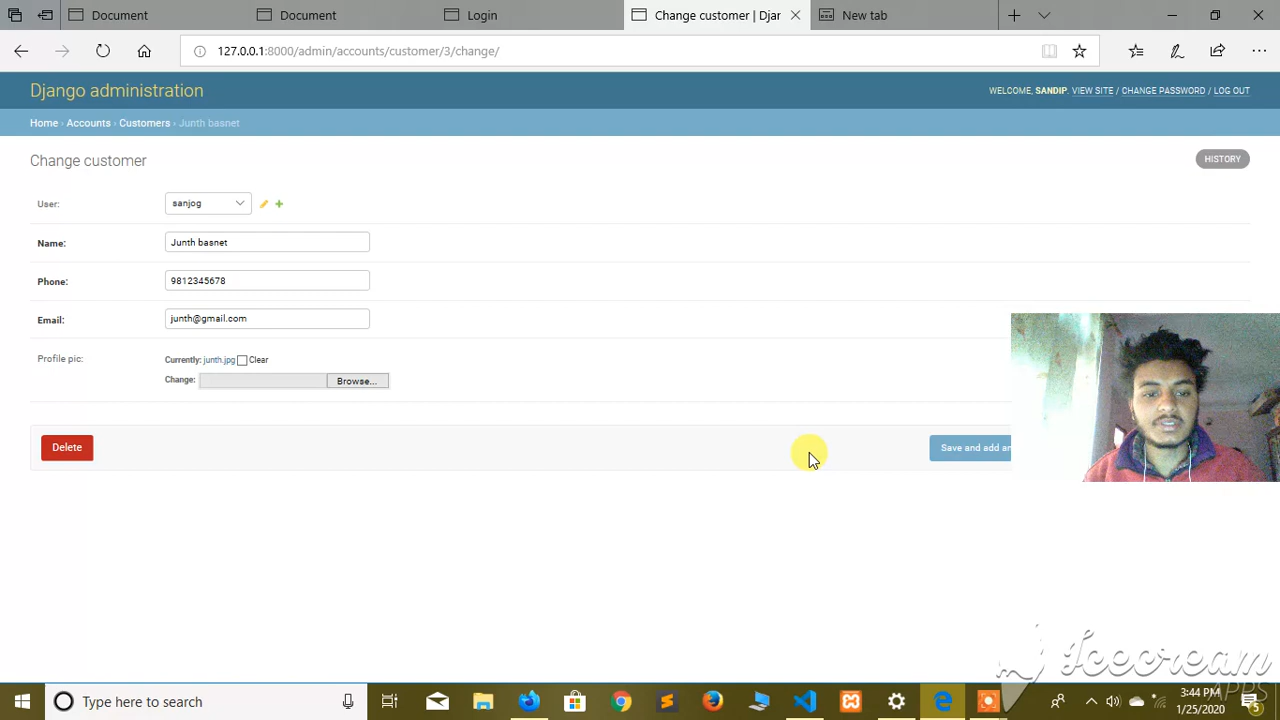 Document
Document
Login
Change customer | Djar
New tab
127.0.0.1:8000/admin/accounts/customer/3/change/
Django administration
WELCOME, SANDIP. VIEW SITE / CHANGE PASSWORD / LOG OUT
Home › Accounts › Customers › Junth basnet
Change customer
HISTORY
User:
sanjog
Name:
Junth basnet
Phone:
9812345678
Email:
junth@gmail.com
Profile pic:
Currently: junth.jpg Clear
Change:
Browse...
Delete
Save and add an
Icecream
APPS
Type here to search
3:44 PM
1/25/2020
5